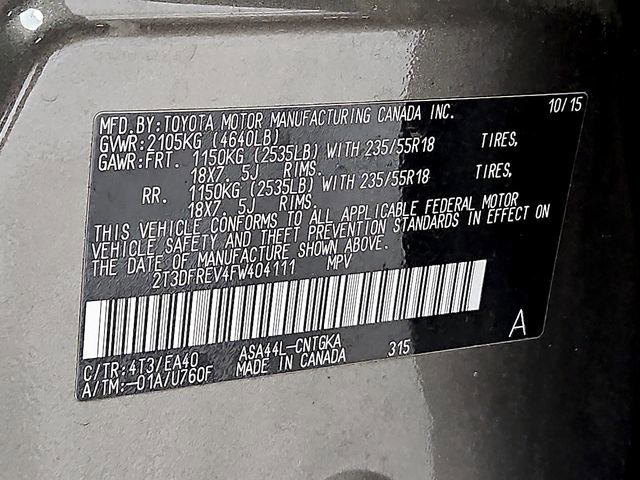 MFD.BY:TOYOTA MOTOR MANUFACTURING CANADA INC. 10/15
GVWR:2105KG (4640LB)
GAWR:FRT. 1150KG (2535LB) WITH 235/55R18 TIRES,
18X7. 5J RIMS.
RR. 1150KG (2535LB) WITH 235/55R18 TIRES,
18X7. 5J RIMS.
THIS VEHICLE CONFORMS TO ALL APPLICABLE FEDERAL MOTOR
VEHICLE SAFETY AND THEFT PREVENTION STANDARDS IN EFFECT ON
THE DATE OF MANUFACTURE SHOWN ABOVE.
2T3DFREV4FW404111 MPV
A
C/TR:4T3/EA40 ASA44L-CNTGKA 315
A/TM:-01A/U760F MADE IN CANADA